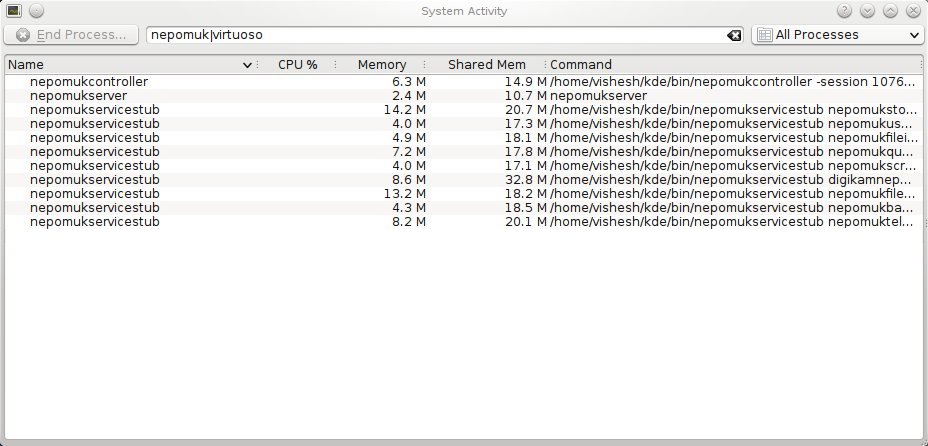 System Activity
End Process... nepomuk|virtuoso All Processes
Name CPU % Memory Shared Mem Command
nepomukcontroller 6.3 M 14.9 M /home/vishesh/kde/bin/nepomukcontroller -session 1076...
nepomukserver 2.4 M 10.7 M nepomukserver
nepomukservicestub 14.2 M 20.7 M /home/vishesh/kde/bin/nepomukservicestub nepomuksto...
nepomukservicestub 4.0 M 17.3 M /home/vishesh/kde/bin/nepomukservicestub nepomukus...
nepomukservicestub 4.9 M 18.1 M /home/vishesh/kde/bin/nepomukservicestub nepomukfilei...
nepomukservicestub 7.2 M 17.8 M /home/vishesh/kde/bin/nepomukservicestub nepomukqu...
nepomukservicestub 4.0 M 17.1 M /home/vishesh/kde/bin/nepomukservicestub nepomukscr...
nepomukservicestub 8.6 M 32.8 M /home/vishesh/kde/bin/nepomukservicestub digikamnep...
nepomukservicestub 13.2 M 18.2 M /home/vishesh/kde/bin/nepomukservicestub nepomukfile...
nepomukservicestub 4.3 M 18.5 M /home/vishesh/kde/bin/nepomukservicestub nepomukba...
nepomukservicestub 8.2 M 20.1 M /home/vishesh/kde/bin/nepomukservicestub nepomuktel...